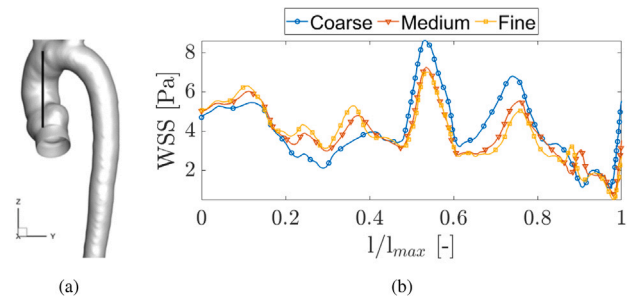 Coarse Medium Fine
8
6
4
2
WSS [Pa]
0 0.2 0.4 0.6 0.8 1
l/lmax [-]
Z
X Y
(a) (b)